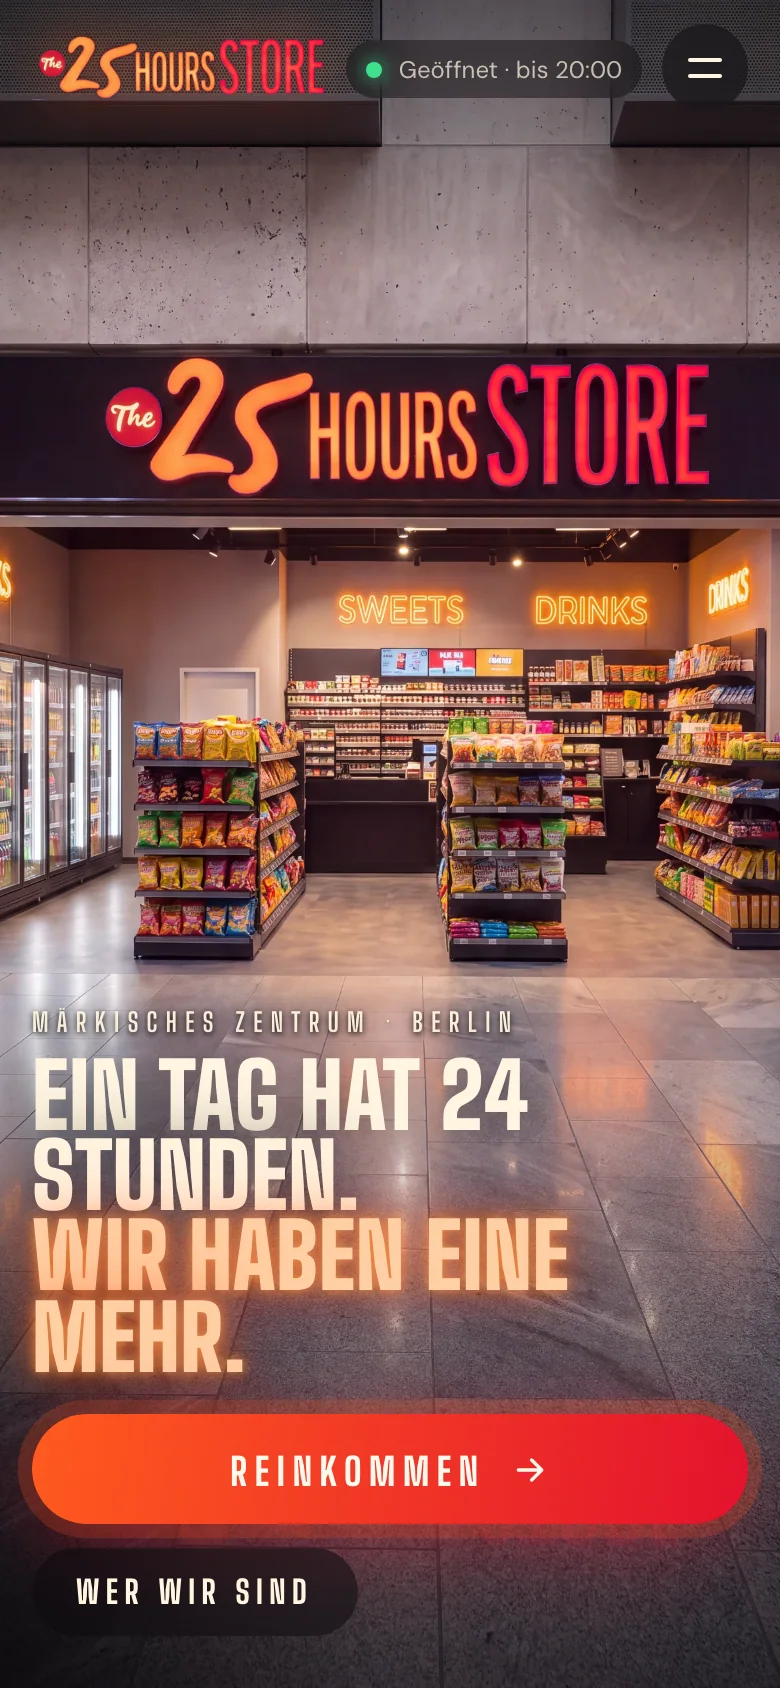 The 25 HOURS STORE
Geöffnet · bis 20:00
The 25 HOURS STORE
SWEETS
DRINKS
DRINKS
MÄRKISCHES ZENTRUM · BERLIN
EIN TAG HAT 24
STUNDEN.
WIR HABEN EINE
MEHR.
REINKOMMEN →
WER WIR SIND